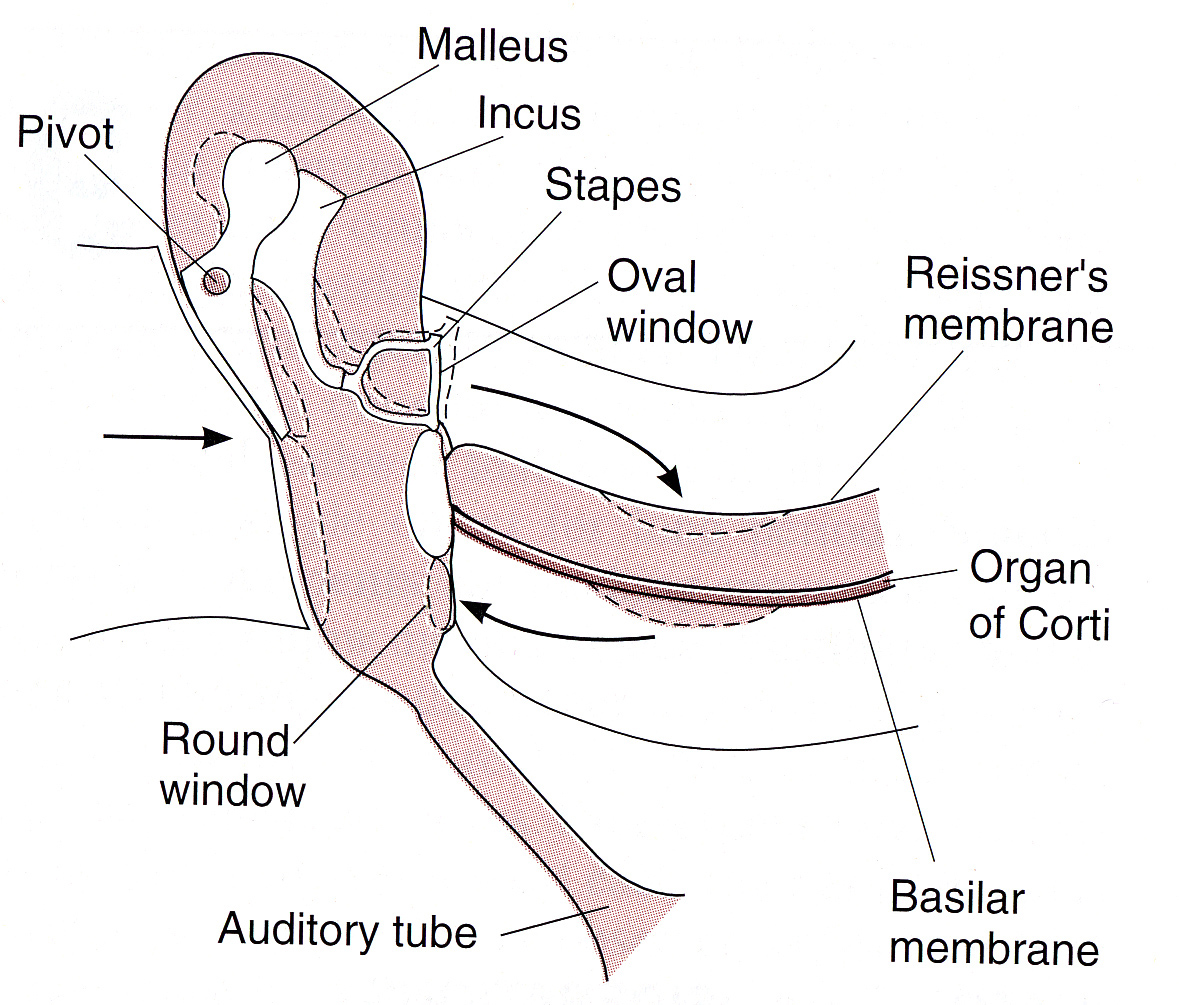 Malleus
Incus
Pivot
Stapes
Oval
window
Reissner's
membrane
Organ
of Corti
Round
window
Basilar
membrane
Auditory tube